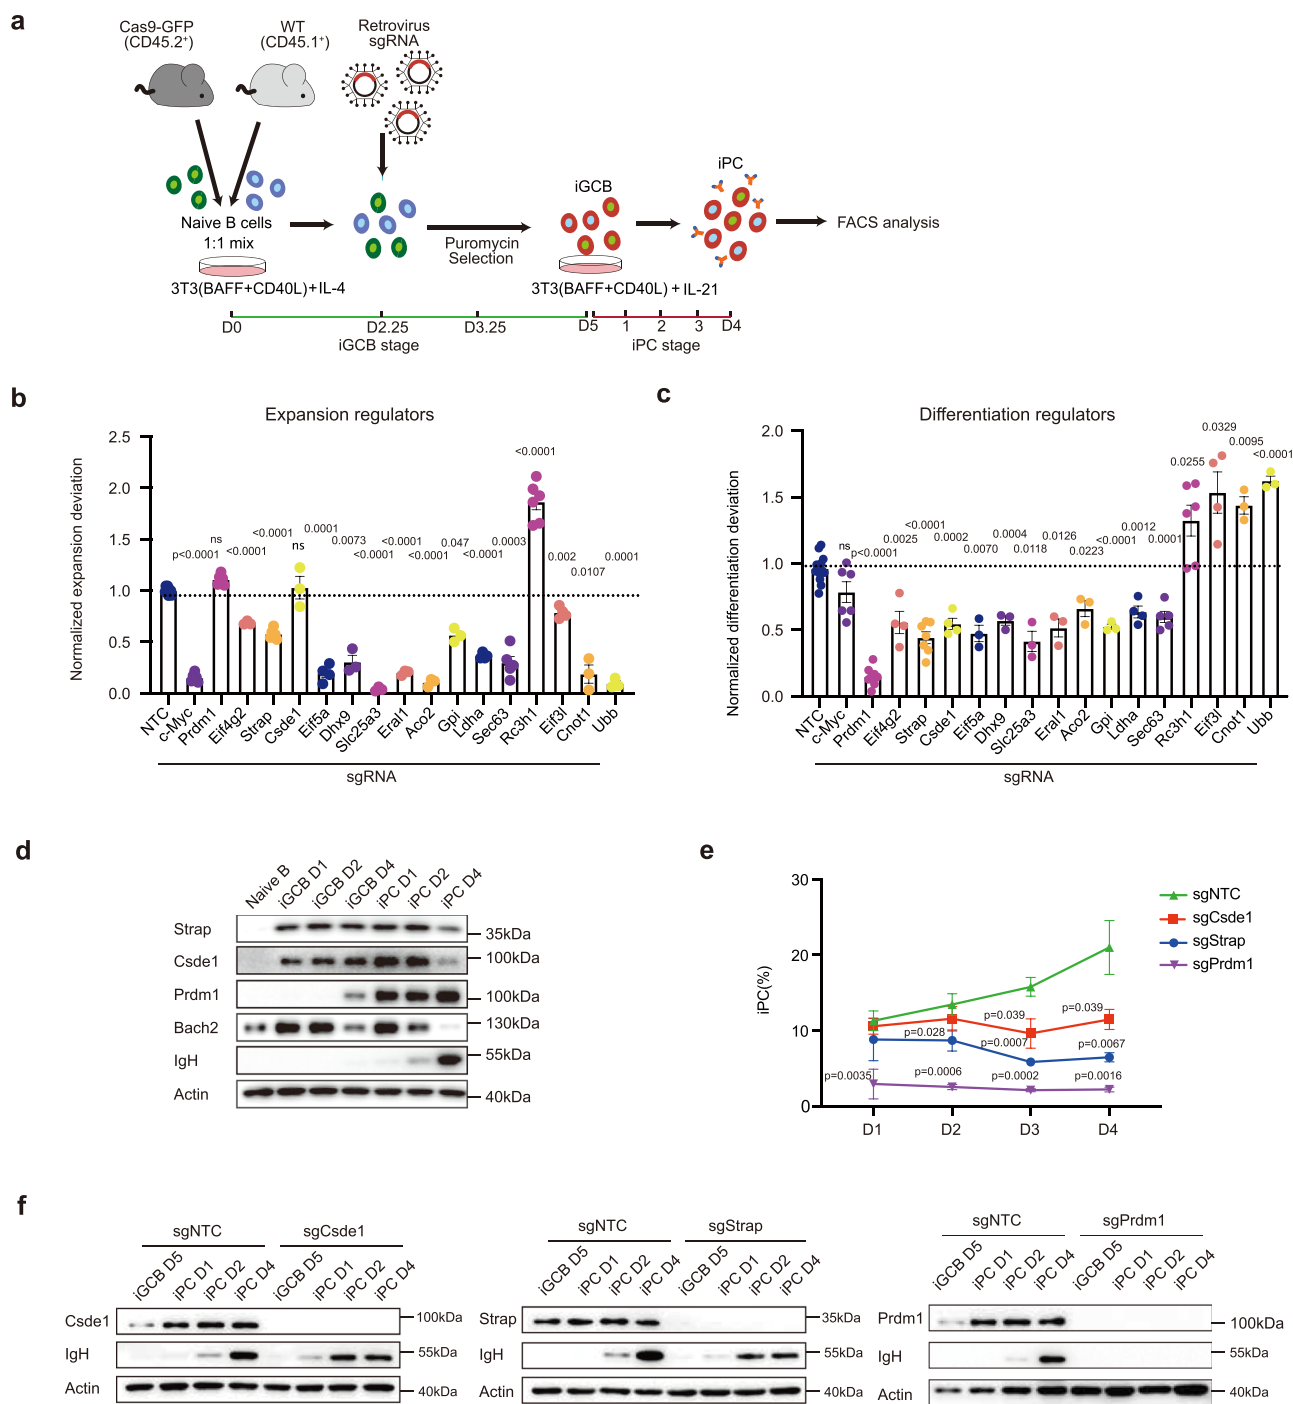 a
Cas9-GFP
(CD45.2⁺)
WT
(CD45.1⁺)
Retrovirus
sgRNA
Naive B cells
1:1 mix
3T3(BAFF+CD40L)+IL-4
Puromycin
Selection
iGCB
3T3(BAFF+CD40L) + IL-21
iPC
FACS analysis
D0
D2.25
D3.25
D5
1
2
3
D4
iGCB stage
iPC stage
b
Expansion regulators
Normalized expansion deviation
2.5
2.0
1.5
1.0
0.5
0.0
p<0.0001
ns
<0.0001
<0.0001
ns
0.0001
0.0073
<0.0001
<0.0001
<0.0001
0.047
<0.0001
0.0003
<0.0001
0.002
0.0107
0.0001
NTC
c-Myc
Prdm1
Eif4g2
Strap
Csde1
Eif5a
Dhx9
Slc25a3
Eral1
Aco2
Gpi
Ldha
Sec63
Rc3h1
Eif3l
Cnot1
Ubb
sgRNA
c
Differentiation regulators
Normalized differentiation deviation
2.0
1.5
1.0
0.5
0.0
ns
p<0.0001
0.0025
<0.0001
0.0002
0.0070
0.0004
0.0118
0.0126
0.0223
<0.0001
0.0012
0.0001
0.0255
0.0329
0.0095
<0.0001
NTC
c-Myc
Prdm1
Eif4g2
Strap
Csde1
Eif5a
Dhx9
Slc25a3
Eral1
Aco2
Gpi
Ldha
Sec63
Rc3h1
Eif3l
Cnot1
Ubb
sgRNA
d
Naive B
iGCB D1
iGCB D2
iGCB D4
iPC D1
iPC D2
iPC D4
Strap
35kDa
Csde1
100kDa
Prdm1
100kDa
Bach2
130kDa
IgH
55kDa
Actin
40kDa
e
iPC(%)
30
20
10
0
D1
D2
D3
D4
p=0.0035
p=0.028
p=0.0006
p=0.039
p=0.0007
p=0.0002
p=0.039
p=0.0067
p=0.0016
sgNTC
sgCsde1
sgStrap
sgPrdm1
f
sgNTC
sgCsde1
iGCB D5
iPC D1
iPC D2
iPC D4
iGCB D5
iPC D1
iPC D2
iPC D4
Csde1
100kDa
IgH
55kDa
Actin
40kDa
sgNTC
sgStrap
iGCB D5
iPC D1
iPC D2
iPC D4
iGCB D5
iPC D1
iPC D2
iPC D4
Strap
35kDa
IgH
55kDa
Actin
40kDa
sgNTC
sgPrdm1
iGCB D5
iPC D1
iPC D2
iPC D4
iGCB D5
iPC D1
iPC D2
iPC D4
Prdm1
100kDa
IgH
55kDa
Actin
40kDa